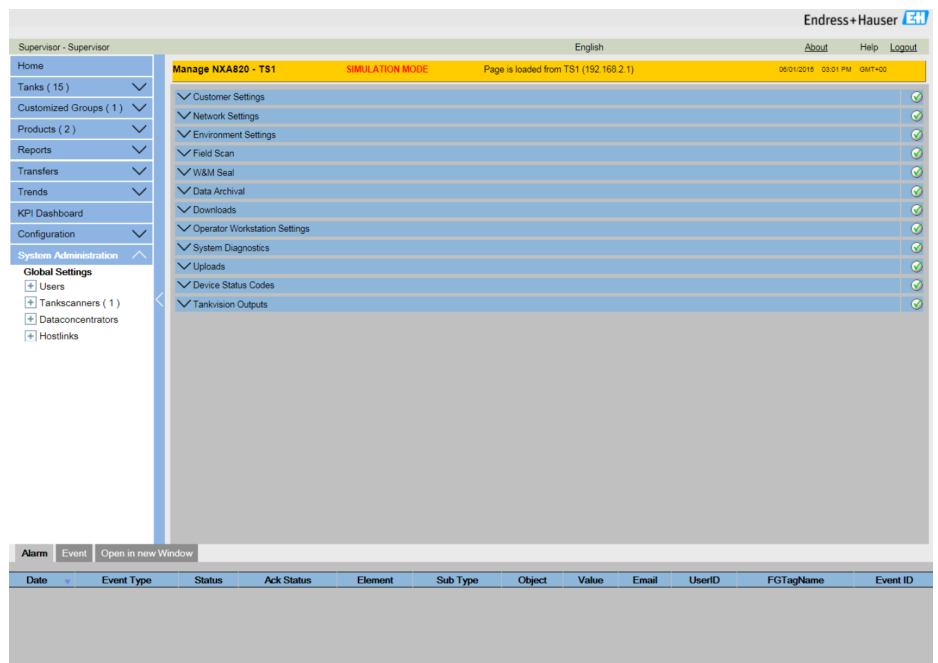 Endress+Hauser EH
Supervisor - Supervisor English About Help Logout
Home
Tanks ( 15 )
Customized Groups ( 1 )
Products ( 2 )
Reports
Transfers
Trends
KPI Dashboard
Configuration
System Administration
Global Settings
Users
Tankscanners ( 1 )
Dataconcentrators
Hostlinks
Manage NXA820 - TS1 SIMULATION MODE Page is loaded from TS1 (192.168.2.1) 06/01/2015 03:01 PM GMT+00
Customer Settings
Network Settings
Environment Settings
Field Scan
W&M Seal
Data Archival
Downloads
Operator Workstation Settings
System Diagnostics
Uploads
Device Status Codes
Tankvision Outputs
Alarm Event Open in new Window
Date Event Type Status Ack Status Element Sub Type Object Value Email UserID FGTagName Event ID